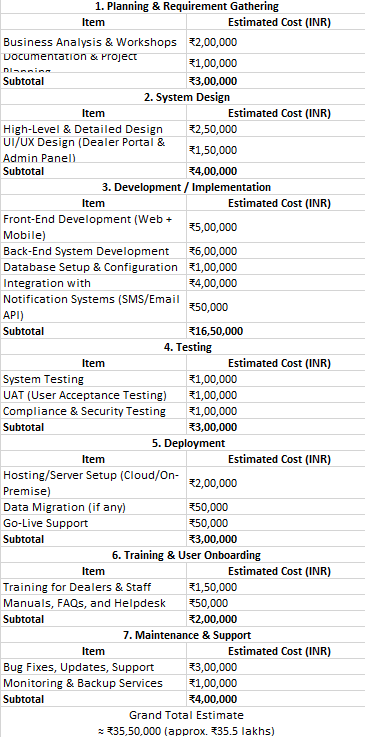 1. Planning & Requirement Gathering
Item Estimated Cost (INR)
Business Analysis & Workshops ₹2,00,000
Documentation & Project
Planning ₹1,00,000
Subtotal ₹3,00,000
2. System Design
Item Estimated Cost (INR)
High-Level & Detailed Design ₹2,50,000
UI/UX Design (Dealer Portal &
Admin Panel) ₹1,50,000
Subtotal ₹4,00,000
3. Development / Implementation
Item Estimated Cost (INR)
Front-End Development (Web +
Mobile) ₹5,00,000
Back-End System Development ₹6,00,000
Database Setup & Configuration ₹1,00,000
Integration with ₹4,00,000
Notification Systems (SMS/Email
API) ₹50,000
Subtotal ₹16,50,000
4. Testing
Item Estimated Cost (INR)
System Testing ₹1,00,000
UAT (User Acceptance Testing) ₹1,00,000
Compliance & Security Testing ₹1,00,000
Subtotal ₹3,00,000
5. Deployment
Item Estimated Cost (INR)
Hosting/Server Setup (Cloud/On-
Premise) ₹2,00,000
Data Migration (if any) ₹50,000
Go-Live Support ₹50,000
Subtotal ₹3,00,000
6. Training & User Onboarding
Item Estimated Cost (INR)
Training for Dealers & Staff ₹1,50,000
Manuals, FAQs, and Helpdesk ₹50,000
Subtotal ₹2,00,000
7. Maintenance & Support
Item Estimated Cost (INR)
Bug Fixes, Updates, Support ₹3,00,000
Monitoring & Backup Services ₹1,00,000
Subtotal ₹4,00,000
Grand Total Estimate
≈ ₹35,50,000 (approx. ₹35.5 lakhs)